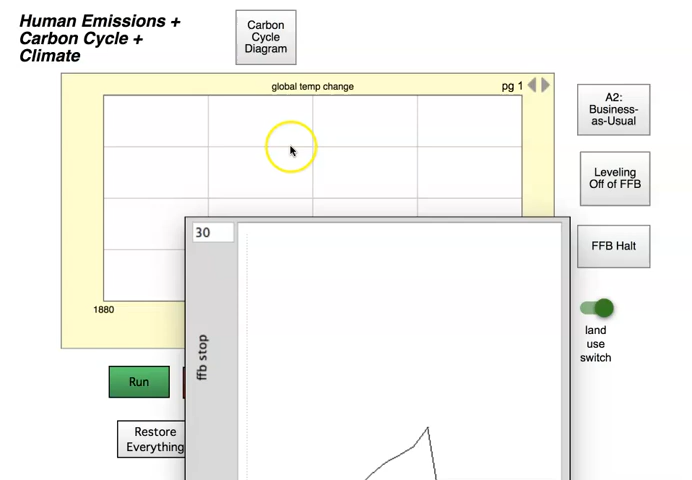 Human Emissions +
Carbon Cycle +
Climate
Carbon
Cycle
Diagram
global temp change
pg 1
A2:
Business-
as-Usual
Leveling
Off of FFB
FFB Halt
land
use
switch
1880
30
ffb stop
Run
Restore
Everything